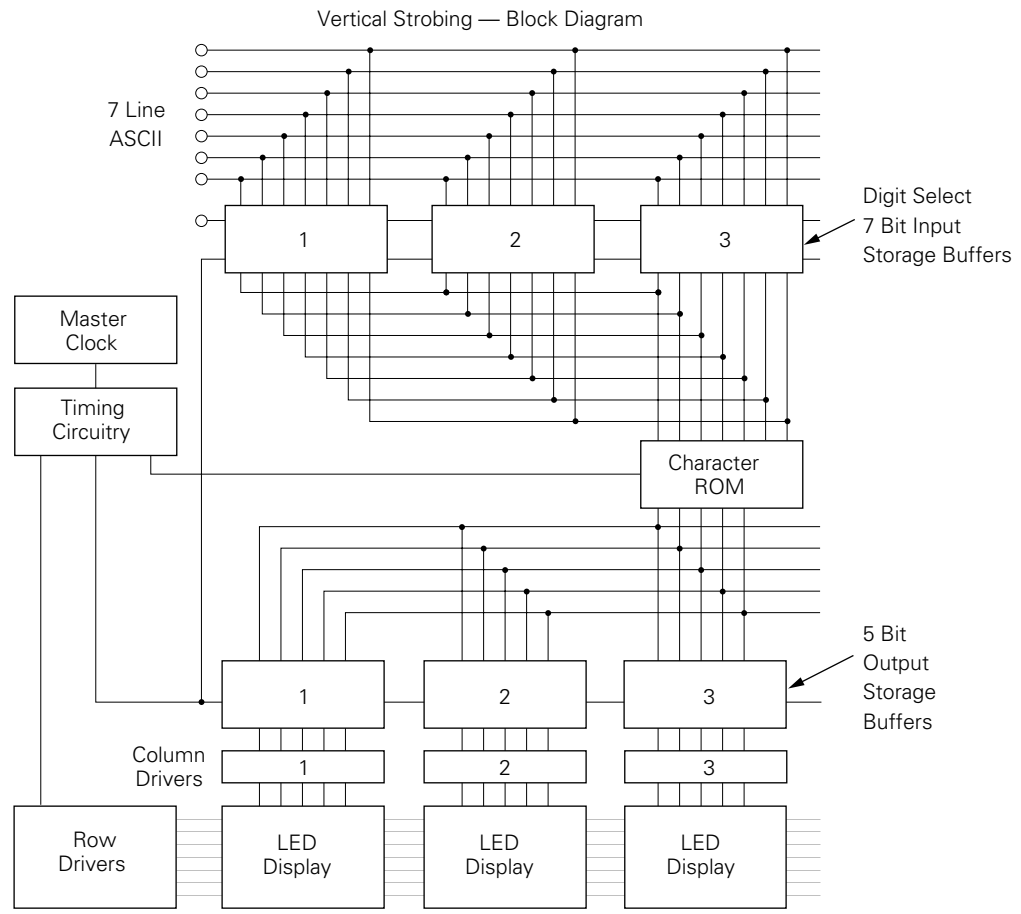 Vertical Strobing — Block Diagram
7 Line
ASCII
Digit Select
7 Bit Input
Storage Buffers
1
2
3
Master
Clock
Timing
Circuitry
Character
ROM
5 Bit
Output
Storage
Buffers
1
2
3
Column
Drivers
1
2
3
Row
Drivers
LED
Display
LED
Display
LED
Display